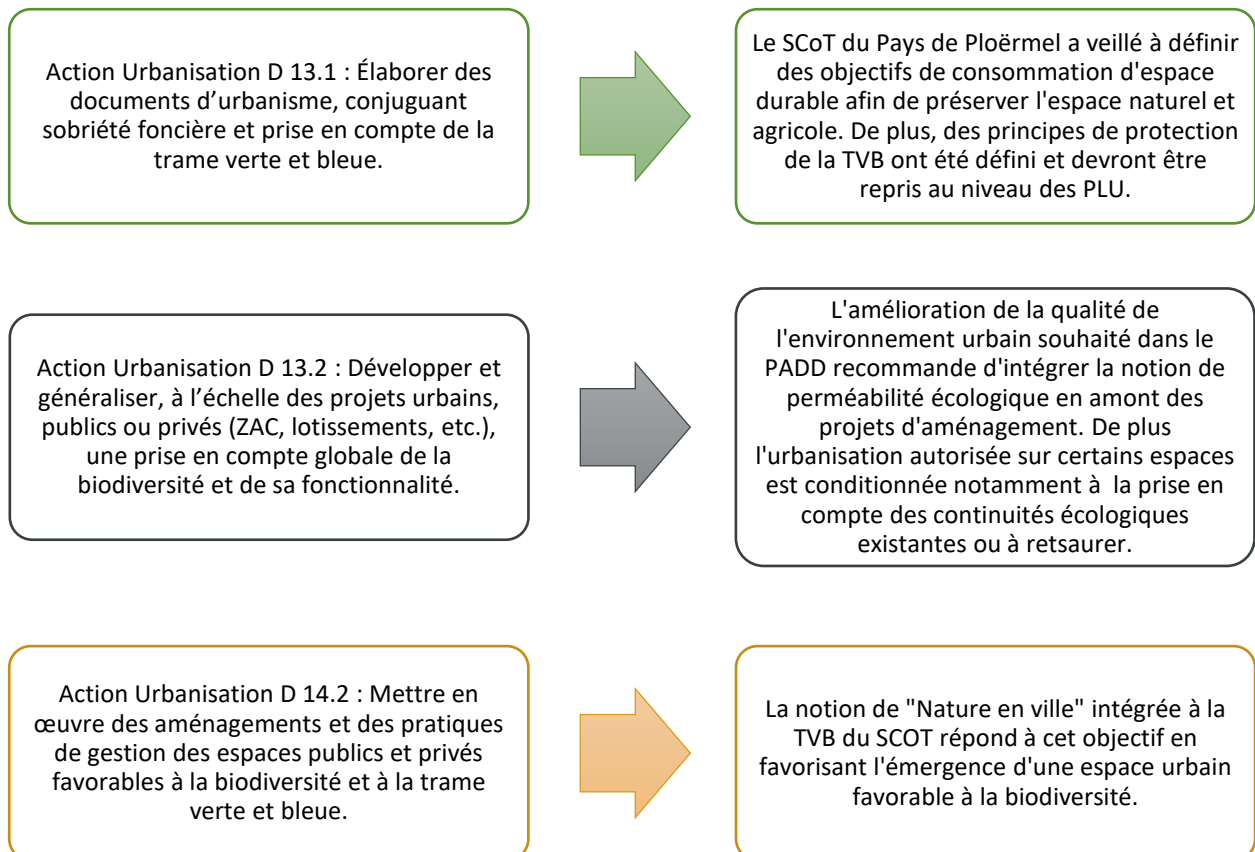 Action Urbanisation D 13.1 : Élaborer des
documents d’urbanisme, conjuguant
sobriété foncière et prise en compte de la
trame verte et bleue.
Le SCoT du Pays de Ploërmel a veillé à définir
des objectifs de consommation d'espace
durable afin de préserver l'espace naturel et
agricole. De plus, des principes de protection
de la TVB ont été défini et devront être
repris au niveau des PLU.
Action Urbanisation D 13.2 : Développer et
généraliser, à l’échelle des projets urbains,
publics ou privés (ZAC, lotissements, etc.),
une prise en compte globale de la
biodiversité et de sa fonctionnalité.
L'amélioration de la qualité de
l'environnement urbain souhaité dans le
PADD recommande d'intégrer la notion de
perméabilité écologique en amont des
projets d'aménagement. De plus
l'urbanisation autorisée sur certains espaces
est conditionnée notamment à  la prise en
compte des continuités écologiques
existantes ou à retsaurer.
Action Urbanisation D 14.2 : Mettre en
œuvre des aménagements et des pratiques
de gestion des espaces publics et privés
favorables à la biodiversité et à la trame
verte et bleue.
La notion de "Nature en ville" intégrée à la
TVB du SCOT répond à cet objectif en
favorisant l'émergence d'une espace urbain
favorable à la biodiversité.